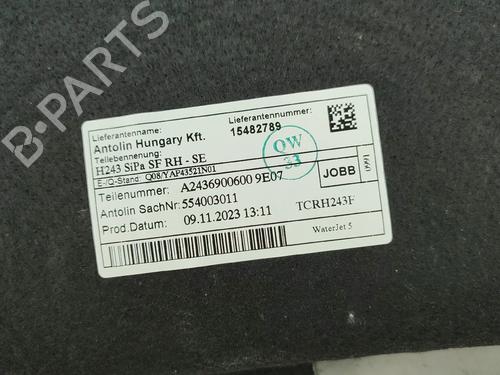 B-PARTS
Lieferantenname:
Lieferantennummer:
Antolin Hungary Kft.
15482789
Teilebennenung:
H243 SiPa SF RH - SE
E-/Q-Stand: Q08/YAP43521N01
QW
33
JOBB
Teilenummer: A2436900600 9E07
Antolin SachNr: 554003011
Prod.Datum: 09.11.2023 13:11
TCRH243F
WaterJet 5